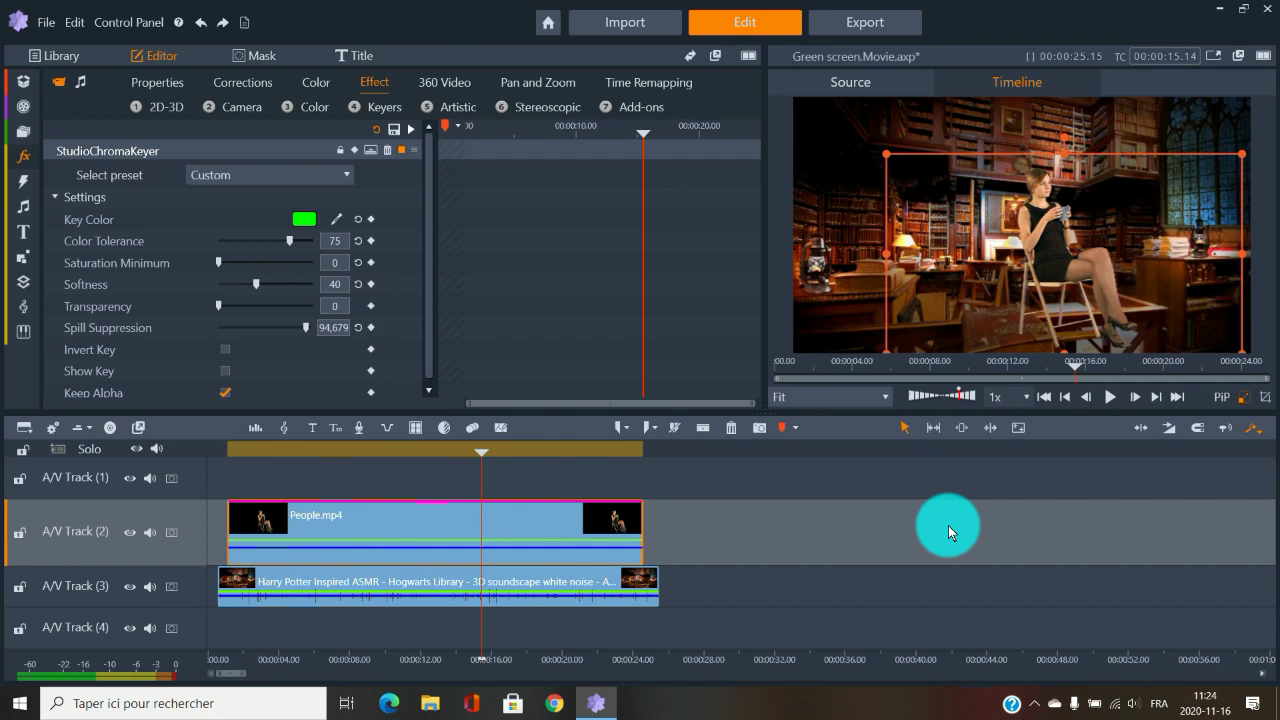 File Edit Control Panel
Import
Edit
Export
Library
Editor
Mask
Title
Green screen.Movie.axp*
[] 00:00:25.15
TC 00:00:15.14
Properties
Corrections
Color
Effect
360 Video
Pan and Zoom
Time Remapping
Source
Timeline
1 2D-3D
2 Camera
3 Color
4 Keyers
5 Artistic
6 Stereoscopic
7 Add-ons
:00 00:00:10.00 00:00:20.00
StudioChromaKeyer
Select preset Custom
Settings
Key Color
Color Tolerance 75
Saturation Minimum 0
Softness 40
Transparency 0
Spill Suppression 94,679
Invert Key
Show Key
Keep Alpha
:00.00 00:00:04.00 00:00:08.00 00:00:12.00 00:00:16.00 00:00:20.00 00:00:24.00
Fit
1x
PiP
Solo
A/V Track (1)
A/V Track (2)
People.mp4
A/V Track (3)
Harry Potter Inspired ASMR - Hogwarts Library - 3D soundscape white noise - A...
A/V Track (4)
-60 -22 -16 -12 -6 -3 0
:00.00 00:00:04.00 00:00:08.00 00:00:12.00 00:00:16.00 00:00:20.00 00:00:24.00 00:00:28.00 00:00:32.00 00:00:36.00 00:00:40.00 00:00:44.00 00:00:48.00 00:00:52.00 00:00:56.00 00:01:0
Taper ici pour rechercher
FRA
11:24
2020-11-16